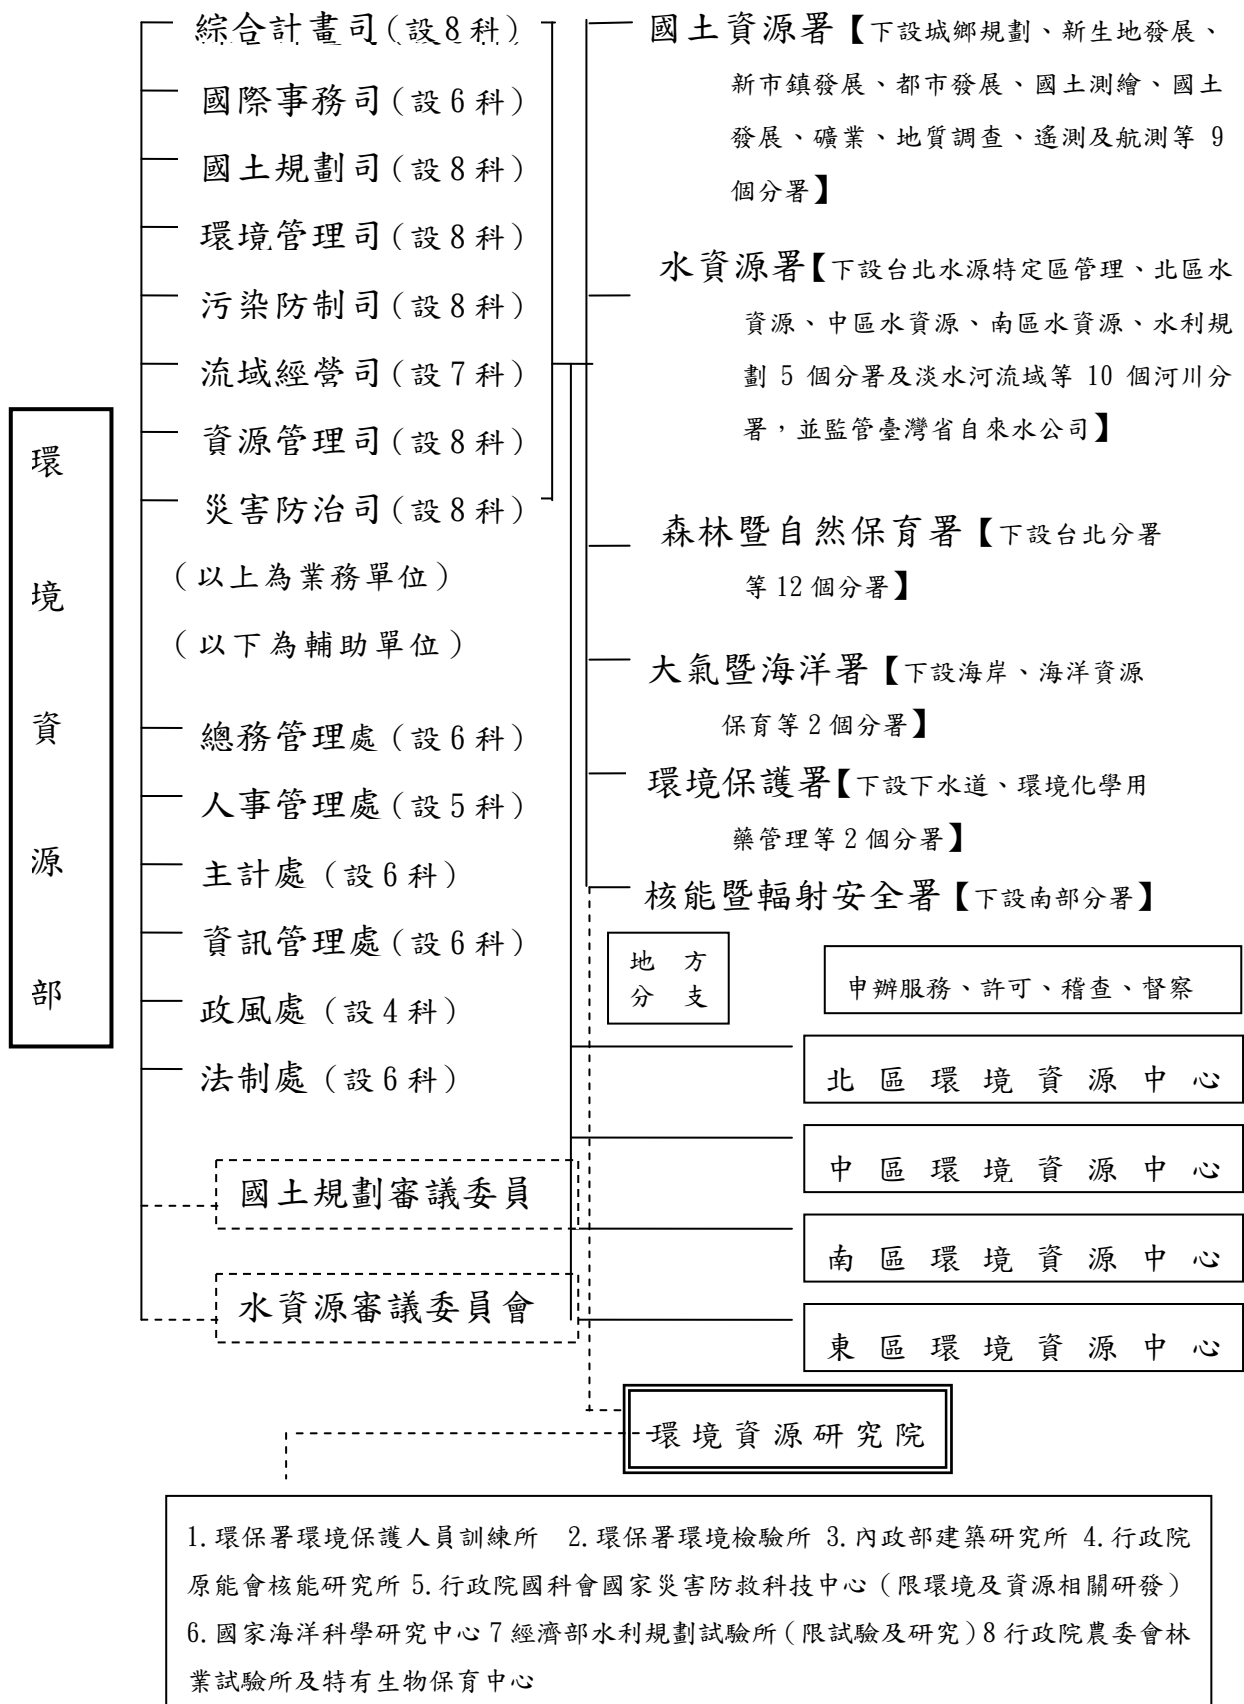 環
境
資
源
部
綜合計畫司(設8科)
國際事務司(設6科)
國土規劃司(設8科)
環境管理司(設8科)
污染防制司(設8科)
流域經營司(設7科)
資源管理司(設8科)
災害防治司(設8科)
(以上為業務單位)
(以下為輔助單位)
總務管理處(設6科)
人事管理處(設5科)
主計處(設6科)
資訊管理處(設6科)
政風處(設4科)
法制處(設6科)
國土規劃審議委員
水資源審議委員會
國土資源署【下設城鄉規劃、新生地發展、
新市鎮發展、都市發展、國土測繪、國土
發展、礦業、地質調查、遙測及航測等 9
個分署】
水資源署【下設台北水源特定區管理、北區水
資源、中區水資源、南區水資源、水利規
劃 5 個分署及淡水河流域等 10 個河川分
署,並監管臺灣省自來水公司】
森林暨自然保育署【下設台北分署
等12個分署】
大氣暨海洋署【下設海岸、海洋資源
保育等2個分署】
環境保護署【下設下水道、環境化學用
藥管理等2個分署】
核能暨輻射安全署【下設南部分署】
地 方
分 支
申辦服務、許可、稽查、督察
北區環境資源中心
中區環境資源中心
南區環境資源中心
東區環境資源中心
環境資源研究院
1.環保署環境保護人員訓練所 2.環保署環境檢驗所 3.內政部建築研究所 4.行政院
原能會核能研究所 5.行政院國科會國家災害防救科技中心(限環境及資源相關研發)
6.國家海洋科學研究中心 7經濟部水利規劃試驗所(限試驗及研究)8行政院農委會林
業試驗所及特有生物保育中心